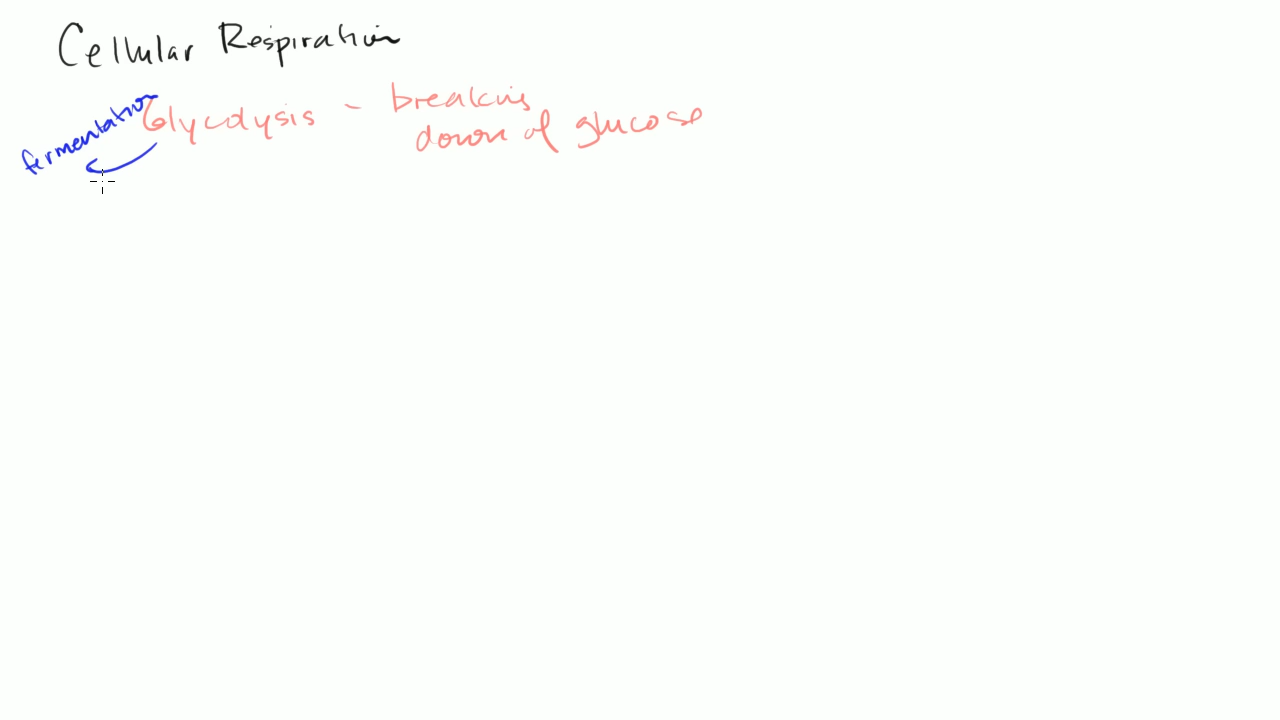 Cellular Respiration
fermentation
Glycolysis - breaking
down of glucose